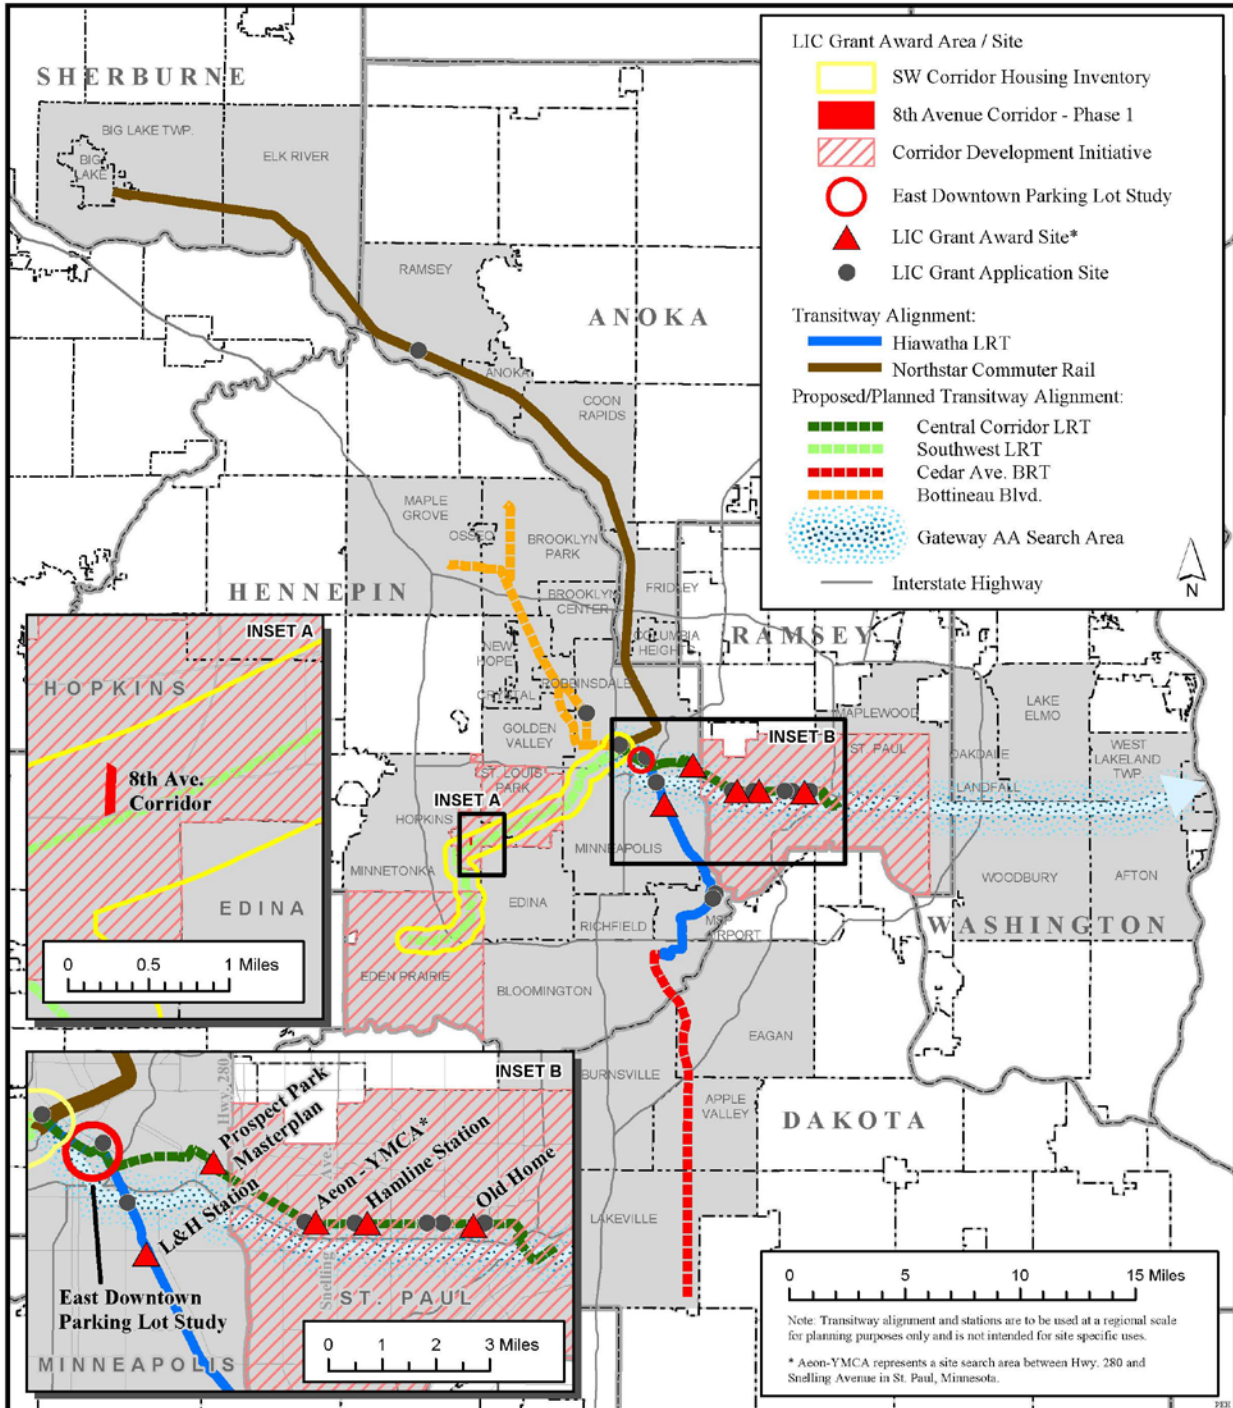 SHERBURNE
BIG LAKE TWP.
BIG
LAKE
ELK RIVER
RAMSEY
ANOKA
ANOKA
COON
RAPIDS
MAPLE
GROVE
OSSEO
BROOKLYN
PARK
HENNEPIN
BROOKLYN
CENTER
FRIDLEY
COLUMBIA
HEIGHTS
RAMSEY
NEW
HOPE
CRYSTAL
ROBBINSDALE
GOLDEN
VALLEY
MAPLEWOOD
LAKE
ELMO
INSET B
ST. PAUL
OAKDALE
WEST
LAKELAND
TWP.
LANDFALL
ST. LOUIS
PARK
INSET A
HOPKINS
MINNEAPOLIS
MINNETONKA
EDINA
RICHFIELD
MSP
AIRPORT
WOODBURY
AFTON
WASHINGTON
EDEN PRAIRIE
BLOOMINGTON
EAGAN
BURNSVILLE
APPLE
VALLEY
DAKOTA
LAKEVILLE
LIC Grant Award Area / Site
SW Corridor Housing Inventory
8th Avenue Corridor - Phase 1
Corridor Development Initiative
East Downtown Parking Lot Study
LIC Grant Award Site*
LIC Grant Application Site
Transitway Alignment:
Hiawatha LRT
Northstar Commuter Rail
Proposed/Planned Transitway Alignment:
Central Corridor LRT
Southwest LRT
Cedar Ave. BRT
Bottineau Blvd.
Gateway AA Search Area
Interstate Highway
N
INSET A
HOPKINS
8th Ave.
Corridor
EDINA
0 0.5 1 Miles
INSET B
Hwy. 280
Prospect Park
Masterplan
L&H Station
Snelling Ave.
Aeon-YMCA*
Hamline Station
Old Home
East Downtown
Parking Lot Study
ST. PAUL
MINNEAPOLIS
0 1 2 3 Miles
0 5 10 15 Miles
Note: Transitway alignment and stations are to be used at a regional scale
for planning purposes only and is not intended for site specific uses.
* Aeon-YMCA represents a site search area between Hwy. 280 and
Snelling Avenue in St. Paul, Minnesota.